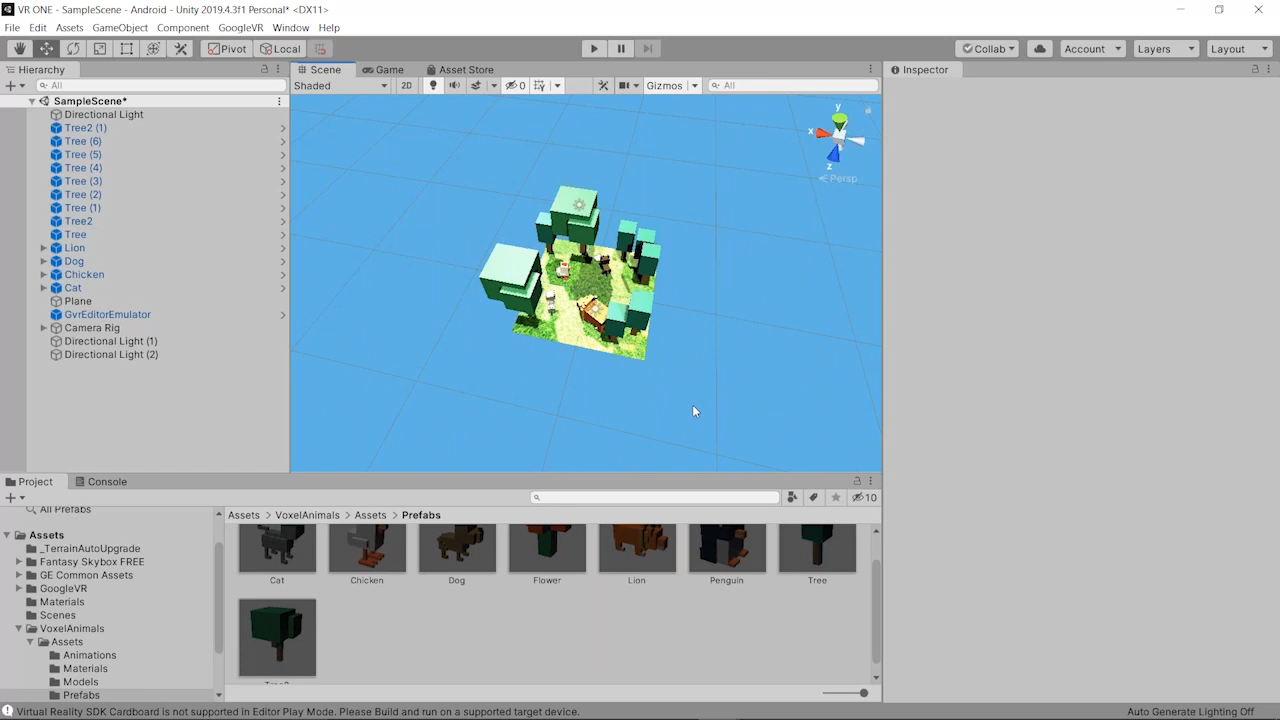 VR ONE - SampleScene - Android - Unity 2019.4.3f1 Personal* <DX11>
File Edit Assets GameObject Component GoogleVR Window Help
Pivot Local Collab Account Layers Layout
Hierarchy Scene Game Asset Store Inspector
All Shaded 2D 0 Gizmos All
SampleScene*
Directional Light
Tree2 (1)
Tree (6)
Tree (5)
Tree (4)
Tree (3)
Tree (2)
Tree (1)
Tree2
Tree
Lion
Dog
Chicken
Cat
Plane
GvrEditorEmulator
Camera Rig
Directional Light (1)
Directional Light (2)
y
x
z
Persp
Project Console
10
All Prefabs
Assets
_TerrainAutoUpgrade
Fantasy Skybox FREE
GE Common Assets
GoogleVR
Materials
Scenes
VoxelAnimals
Assets
Animations
Materials
Models
Prefabs
Assets > VoxelAnimals > Assets > Prefabs
Cat Chicken Dog Flower Lion Penguin Tree
Tree2
Virtual Reality SDK Cardboard is not supported in Editor Play Mode. Please Build and run on a supported target device.
Auto Generate Lighting Off